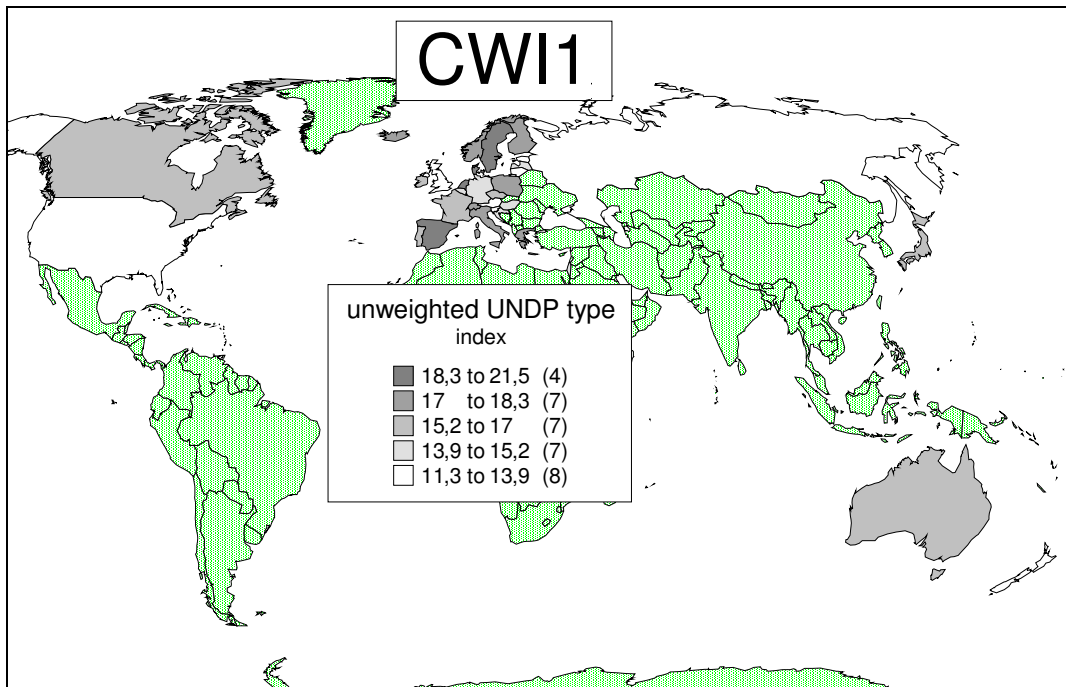 CWI1
unweighted UNDP type
index
18,3 to 21,5 (4)
17 to 18,3 (7)
15,2 to 17 (7)
13,9 to 15,2 (7)
11,3 to 13,9 (8)